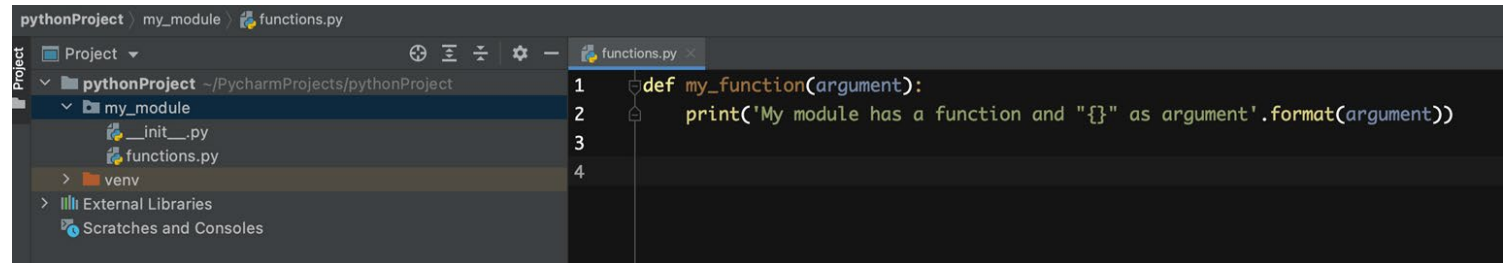 pythonProject my_module functions.py
Project
Project
functions.py
pythonProject ~/PycharmProjects/pythonProject
my_module
__init__.py
functions.py
venv
External Libraries
Scratches and Consoles
1 def my_function(argument):
2 print('My module has a function and "{}" as argument'.format(argument))
3
4